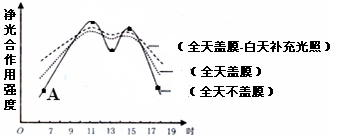 净光合作用强度
（全天盖膜-白天补充光照）
（全天盖膜）
（全天不盖膜）
A
O 7 9 11 13 15 17 19 时